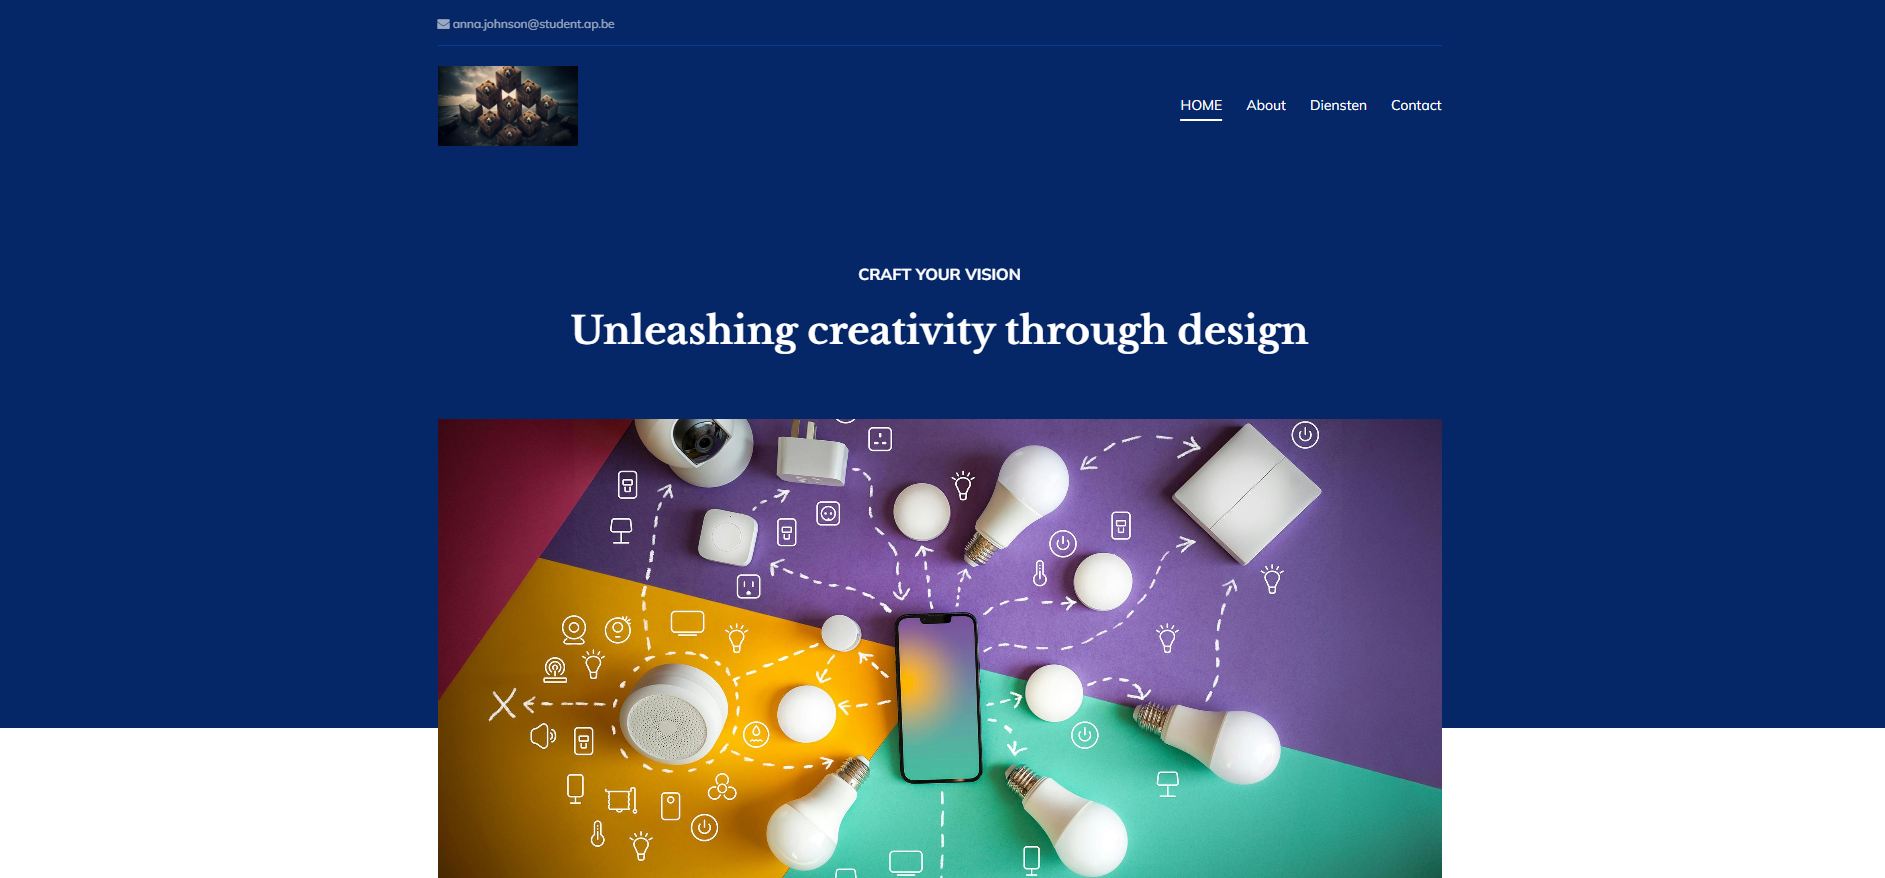 anna.johnson@student.ap.be
HOME About Diensten Contact
CRAFT YOUR VISION
Unleashing creativity through design